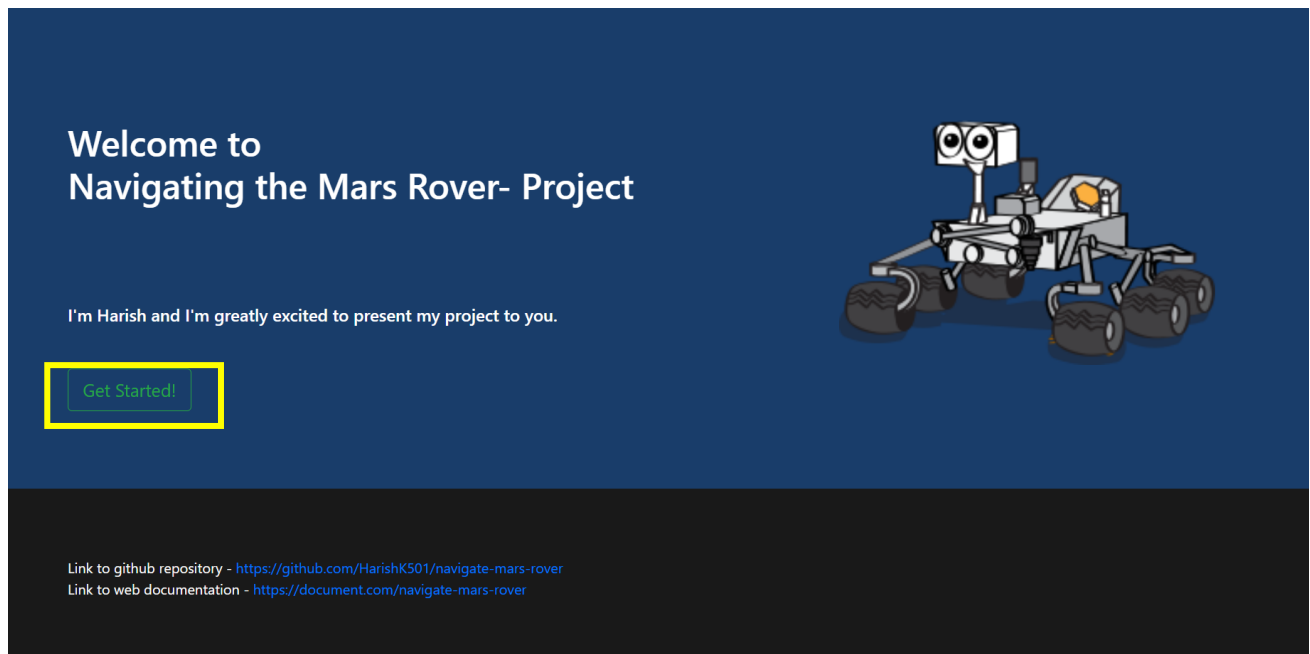 Welcome to
Navigating the Mars Rover- Project
I'm Harish and I'm greatly excited to present my project to you.
Get Started!
Link to github repository - https://github.com/HarishK501/navigate-mars-rover
Link to web documentation - https://document.com/navigate-mars-rover